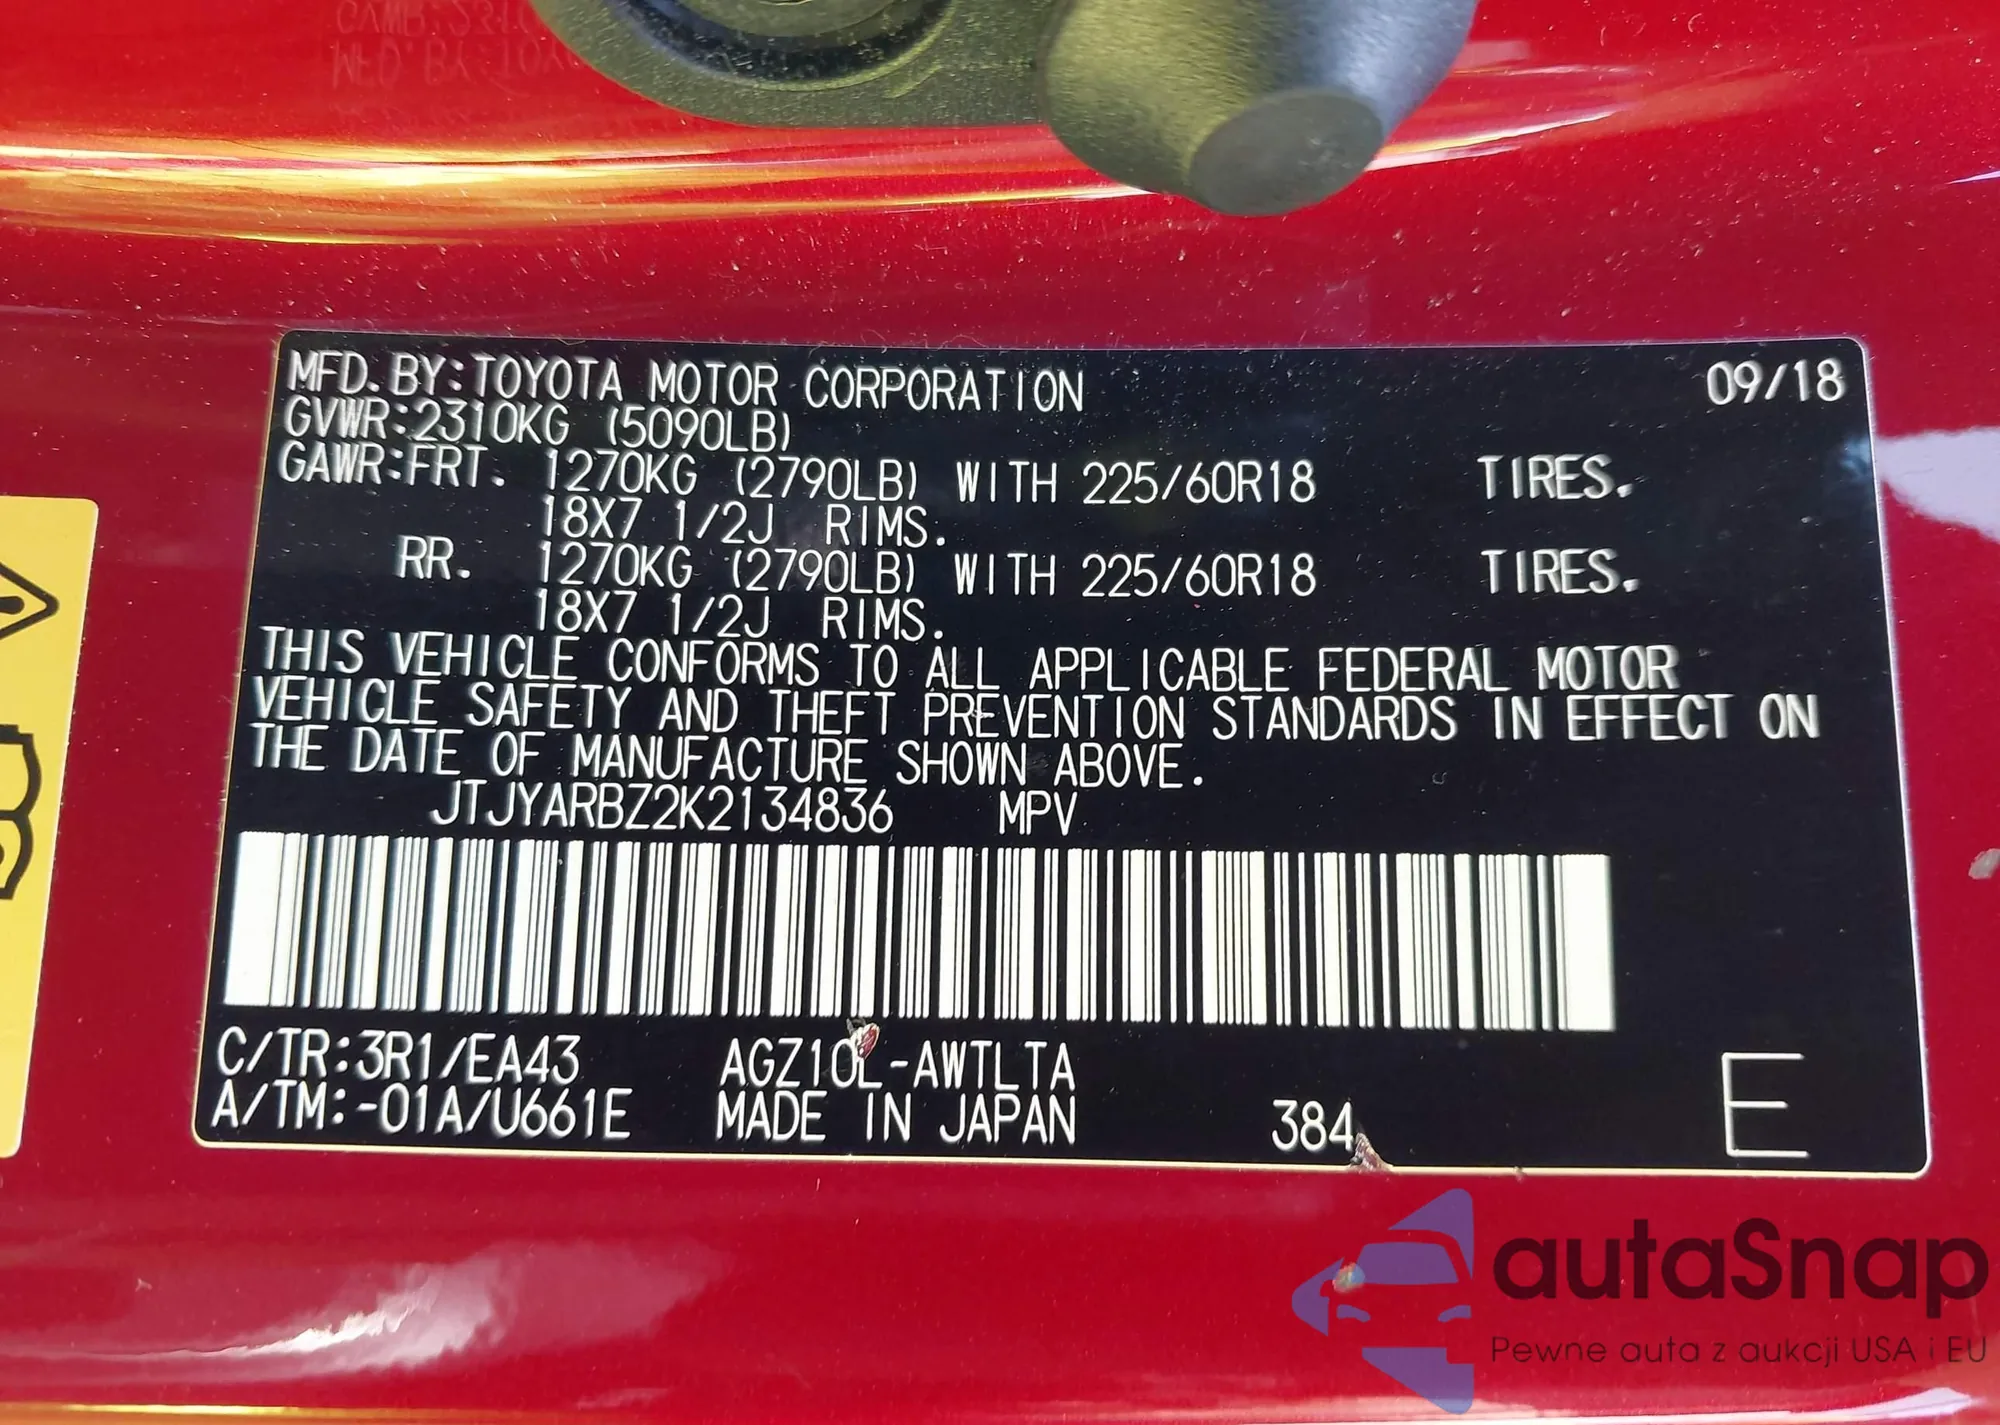 MFD. BY:TOYOTA MOTOR CORPORATION 09/18
GVWR:2310KG (5090LB)
GAWR:FRT. 1270KG (2790LB) WITH 225/60R18 TIRES.
18X7 1/2J RIMS.
RR. 1270KG (2790LB) WITH 225/60R18 TIRES.
18X7 1/2J RIMS.
THIS VEHICLE CONFORMS TO ALL APPLICABLE FEDERAL MOTOR
VEHICLE SAFETY AND THEFT PREVENTION STANDARDS IN EFFECT ON
THE DATE OF MANUFACTURE SHOWN ABOVE.
JTJYARBZ2K2134836 MPV
C/TR:3R1/EA43 AGZ10L-AWTLTA
A/TM:-01A/U661E MADE IN JAPAN 384 E
autaSnap
Pewne auta z aukcji USA i EU